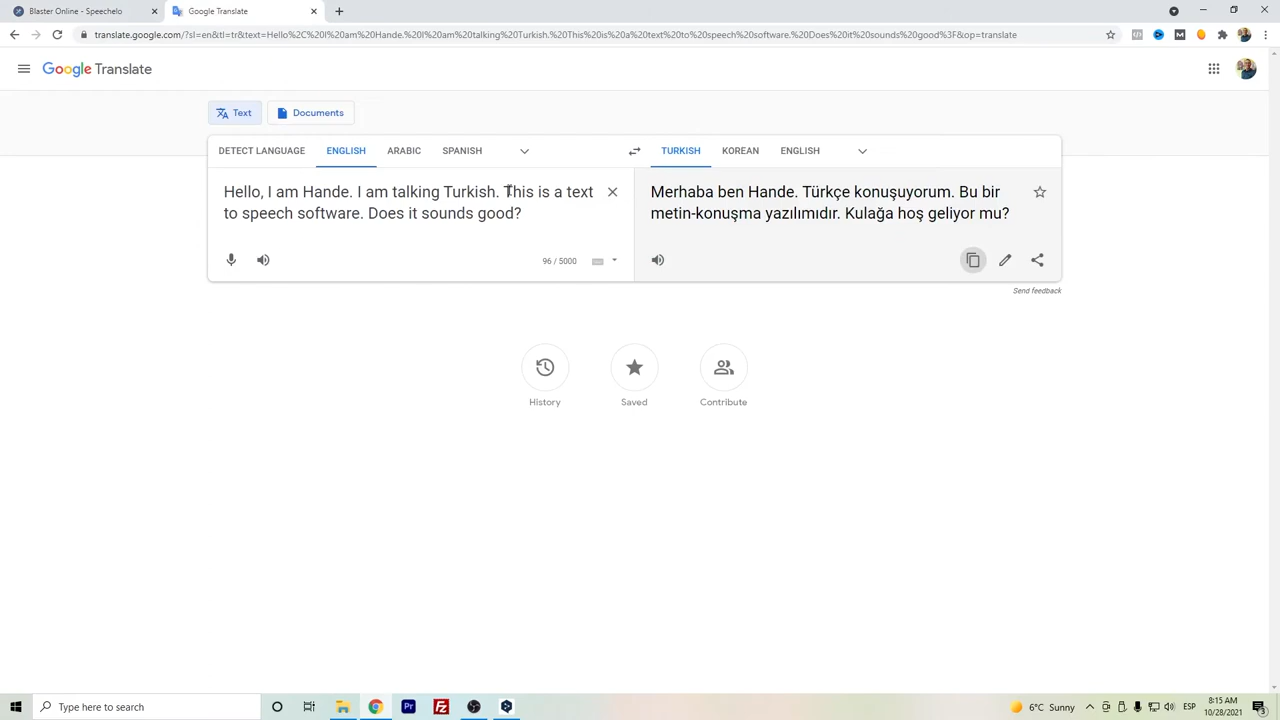 Blaster Online - Speechelo
Google Translate
translate.google.com/?sl=en&tl=tr&text=Hello%2C%20I%20am%20Hande.%20I%20am%20talking%20Turkish.%20This%20is%20a%20text%20to%20speech%20software.%20Does%20it%20sounds%20good%3F&op=translate
Google Translate
Text
Documents
DETECT LANGUAGE ENGLISH ARABIC SPANISH
TURKISH KOREAN ENGLISH
Hello, I am Hande. I am talking Turkish. This is a text
to speech software. Does it sounds good?
Merhaba ben Hande. Türkçe konuşuyorum. Bu bir
metin-konuşma yazılımıdır. Kulağa hoş geliyor mu?
96 / 5000
Send feedback
History
Saved
Contribute
Type here to search
Pr
Fz
6°C Sunny
ESP
8:15 AM
10/28/2021
3